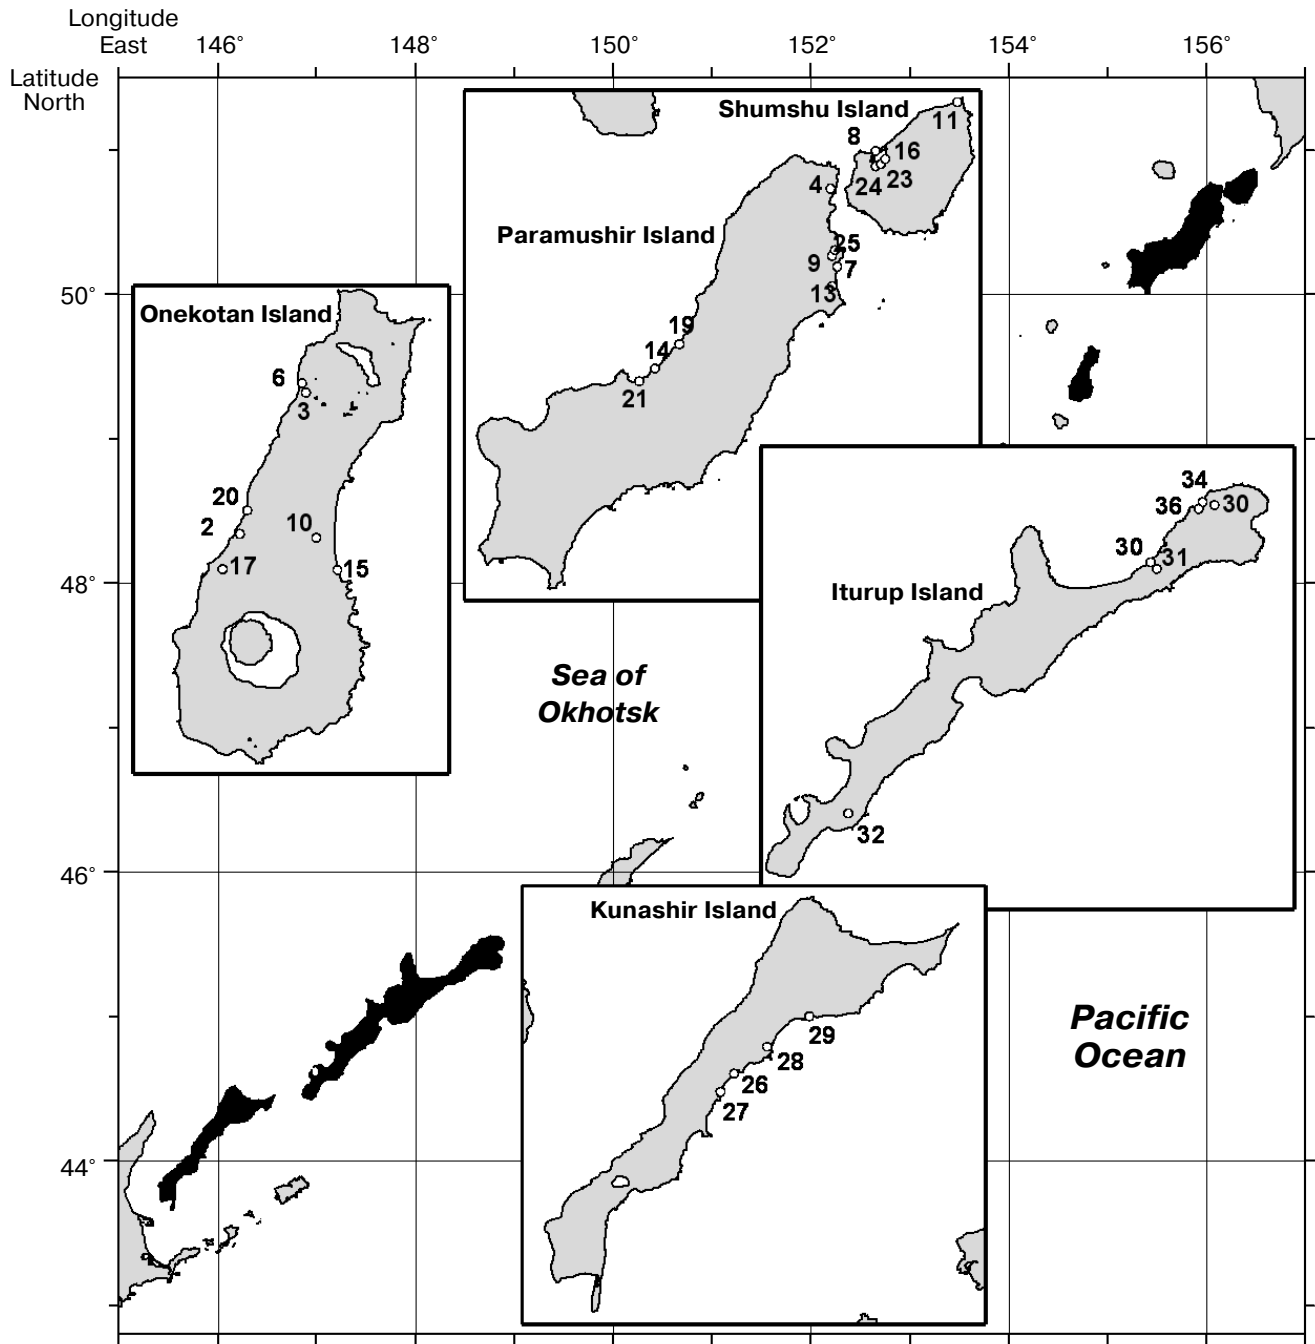 Longitude
East
146° 148° 150° 152° 154° 156°
Latitude
North
Shumshu Island
11
8
16
4
24 23
Paramushir Island
25
9
7
13
50°
Onekotan Island
19
14
6
21
3
34
20
36 30
10
2
30
31
17
15
48°
Iturup Island
Sea of
Okhotsk
32
46°
Kunashir Island
Pacific
Ocean
29
28
26
27
44°